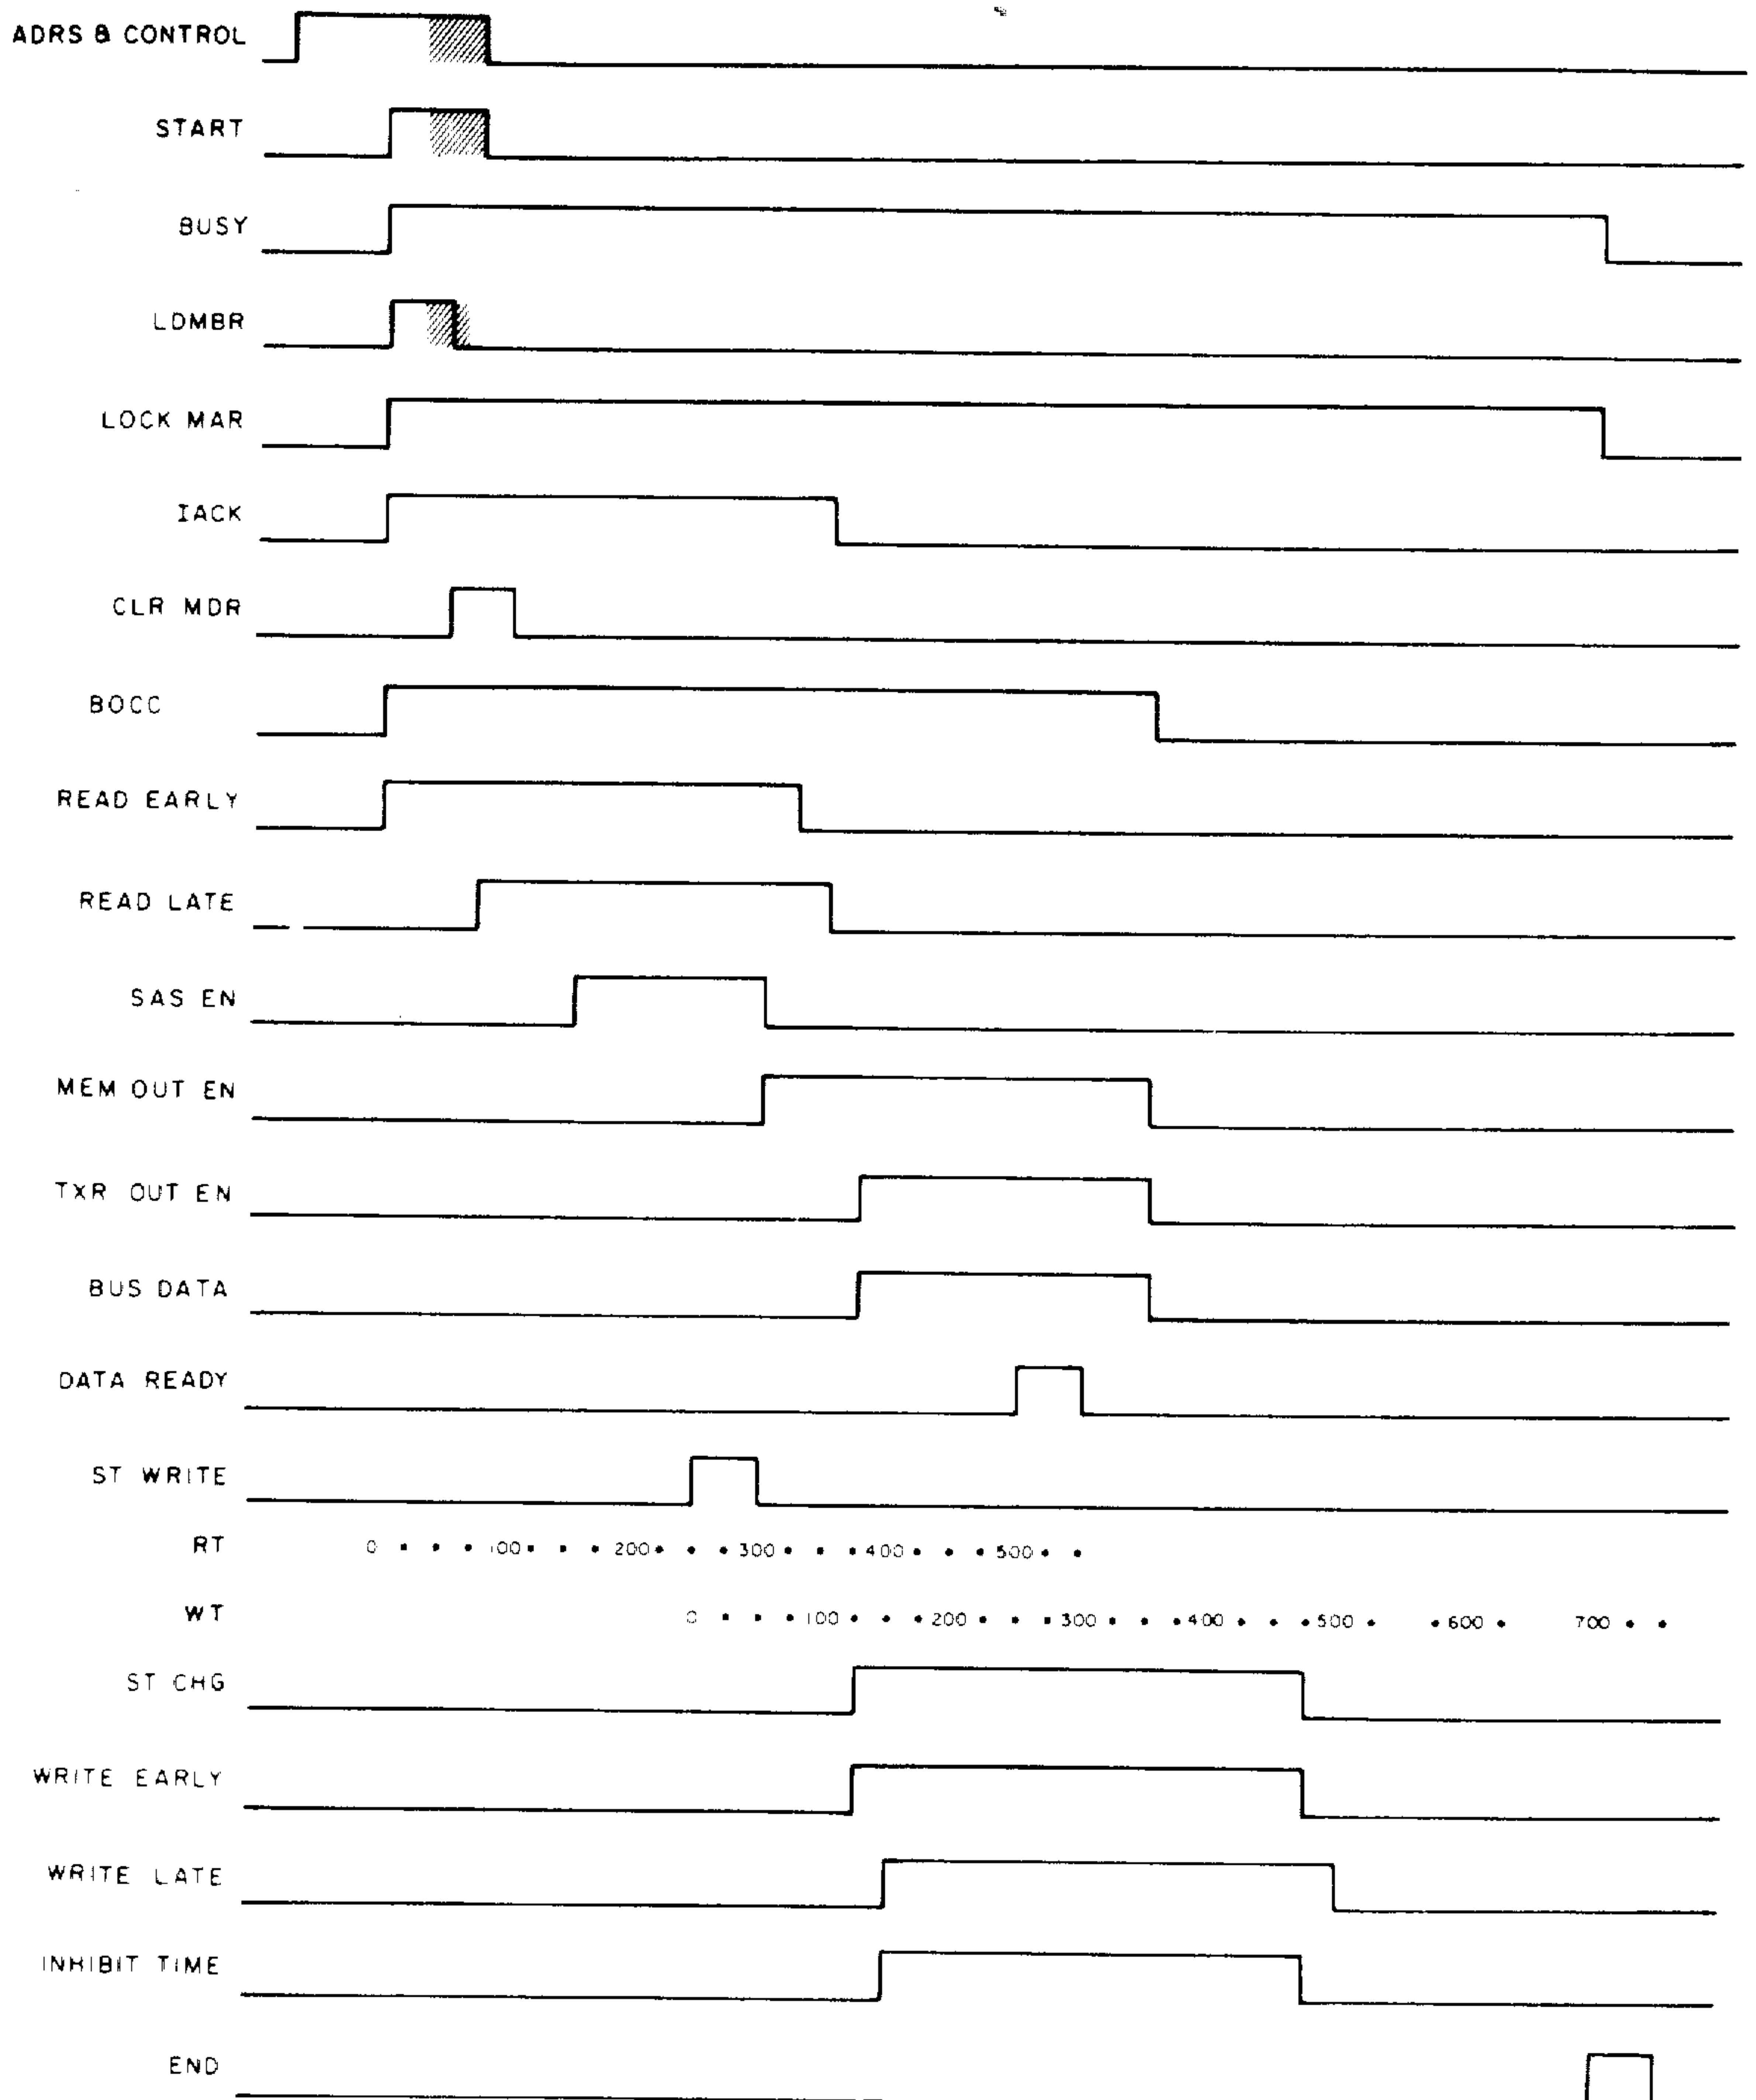 ADRS & CONTROL
START
BUSY
LDMBR
LOCK MAR
IACK
CLR MDR
BOCC
READ EARLY
READ LATE
SAS EN
MEM OUT EN
TXR OUT EN
BUS DATA
DATA READY
ST WRITE
RT 0 • • • 100 • • • 200 • • • 300 • • • 400 • • • 500 • •
WT 0 • • • 100 • • • 200 • • • 300 • • • 400 • • • 500 • • 600 • 700 • •
ST CHG
WRITE EARLY
WRITE LATE
INHIBIT TIME
END